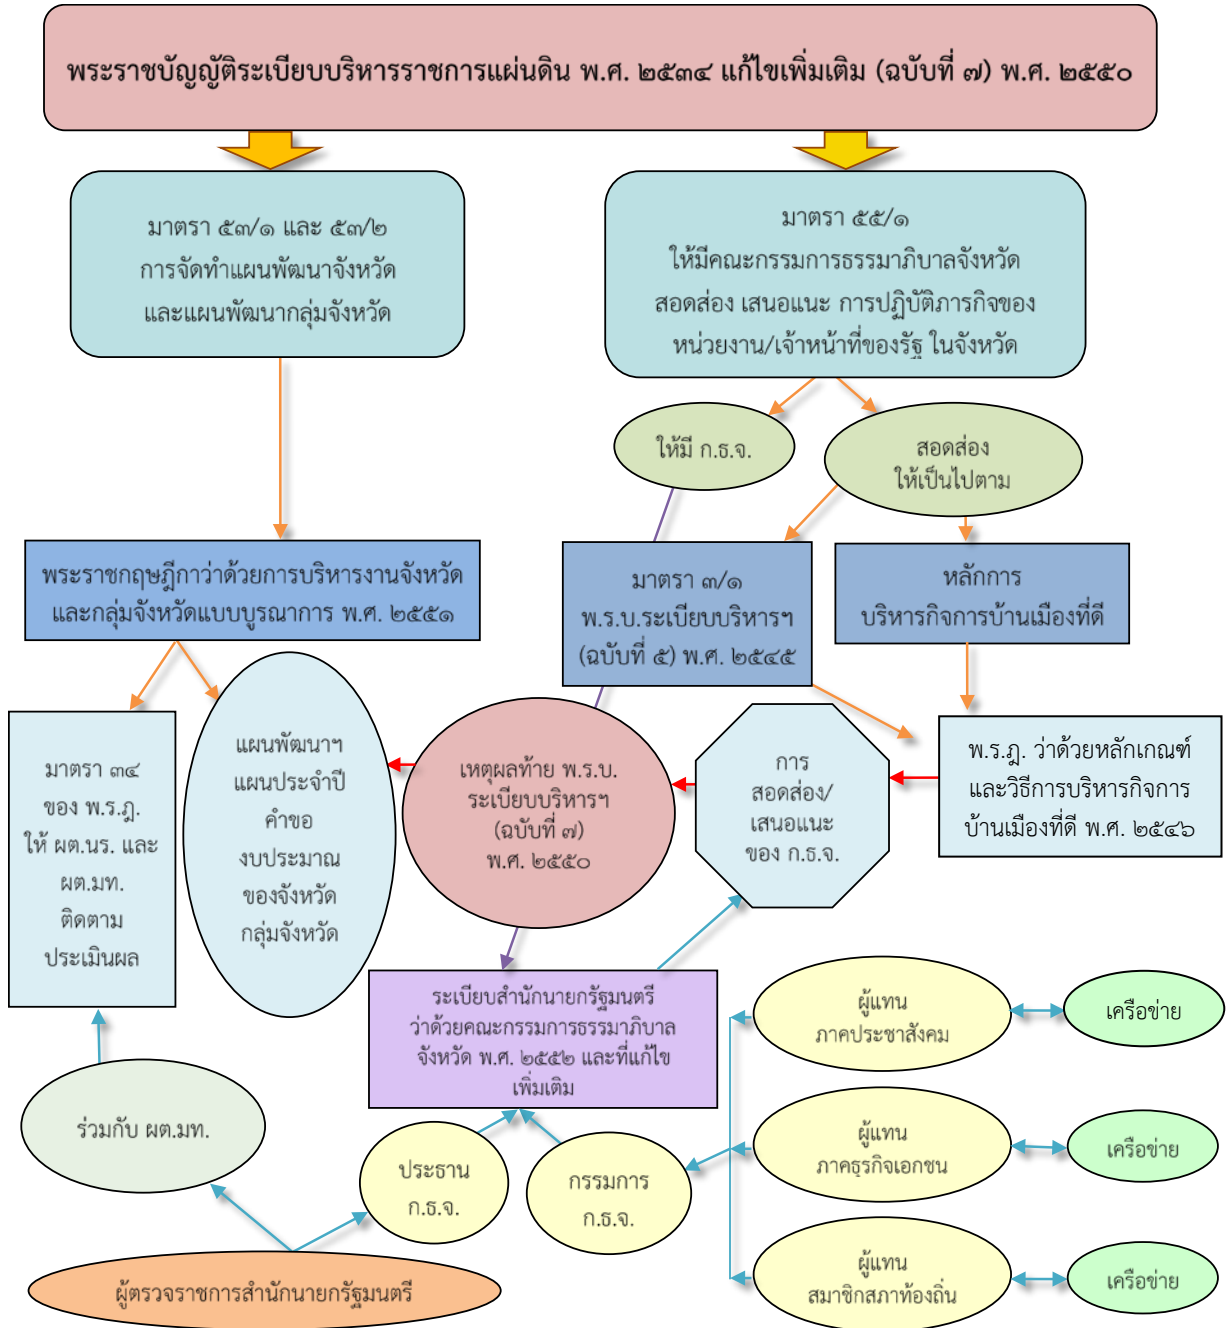 พระราชบัญญัติระเบียบบริหารราชการแผ่นดิน พ.ศ. ๒๕๓๔ แก้ไขเพิ่มเติม (ฉบับที่ ๗) พ.ศ. ๒๕๕๐
มาตรา ๕๓/๑ และ ๕๓/๒
การจัดทำแผนพัฒนาจังหวัด
และแผนพัฒนากลุ่มจังหวัด
มาตรา ๕๕/๑
ให้มีคณะกรรมการธรรมาภิบาลจังหวัด
สอดส่อง เสนอแนะ การปฏิบัติภารกิจของ
หน่วยงาน/เจ้าหน้าที่ของรัฐ ในจังหวัด
ให้มี ก.ธ.จ.
สอดส่อง
ให้เป็นไปตาม
พระราชกฤษฎีกาว่าด้วยการบริหารงานจังหวัด
และกลุ่มจังหวัดแบบบูรณาการ พ.ศ. ๒๕๕๑
มาตรา ๓/๑
พ.ร.บ.ระเบียบบริหารฯ
(ฉบับที่ ๕) พ.ศ. ๒๕๔๕
หลักการ
บริหารกิจการบ้านเมืองที่ดี
มาตรา ๓๔
ของ พ.ร.ฎ.
ให้ ผต.นร. และ
ผต.มท.
ติดตาม
ประเมินผล
แผนพัฒนาฯ
แผนประจำปี
คำขอ
งบประมาณ
ของจังหวัด
กลุ่มจังหวัด
เหตุผลท้าย พ.ร.บ.
ระเบียบบริหารฯ
(ฉบับที่ ๗)
พ.ศ. ๒๕๕๐
การ
สอดส่อง/
เสนอแนะ
ของ ก.ธ.จ.
พ.ร.ฎ. ว่าด้วยหลักเกณฑ์
และวิธีการบริหารกิจการ
บ้านเมืองที่ดี พ.ศ. ๒๕๔๖
ระเบียบสำนักนายกรัฐมนตรี
ว่าด้วยคณะกรรมการธรรมาภิบาล
จังหวัด พ.ศ. ๒๕๕๒ และที่แก้ไข
เพิ่มเติม
ผู้แทน
ภาคประชาสังคม
เครือข่าย
ร่วมกับ ผต.มท.
ประธาน
ก.ธ.จ.
กรรมการ
ก.ธ.จ.
ผู้แทน
ภาคธุรกิจเอกชน
เครือข่าย
ผู้ตรวจราชการสำนักนายกรัฐมนตรี
ผู้แทน
สมาชิกสภาท้องถิ่น
เครือข่าย